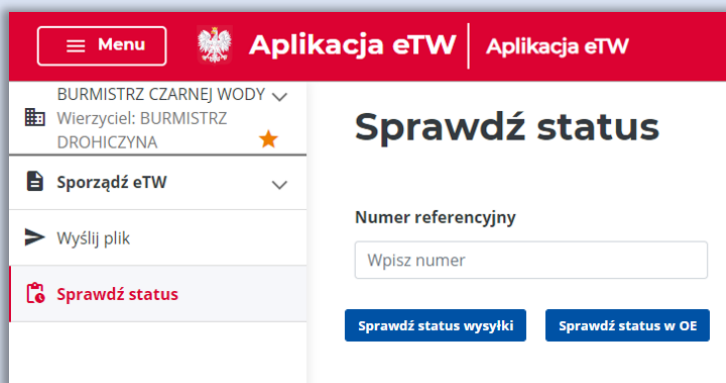 Menu
Aplikacja eTW
Aplikacja eTW
BURMISTRZ CZARNEJ WODY
Wierzyciel: BURMISTRZ
DROHICZYNA
Sporządź eTW
Wyślij plik
Sprawdź status
Sprawdź status
Numer referencyjny
Wpisz numer
Sprawdź status wysyłki
Sprawdź status w OE